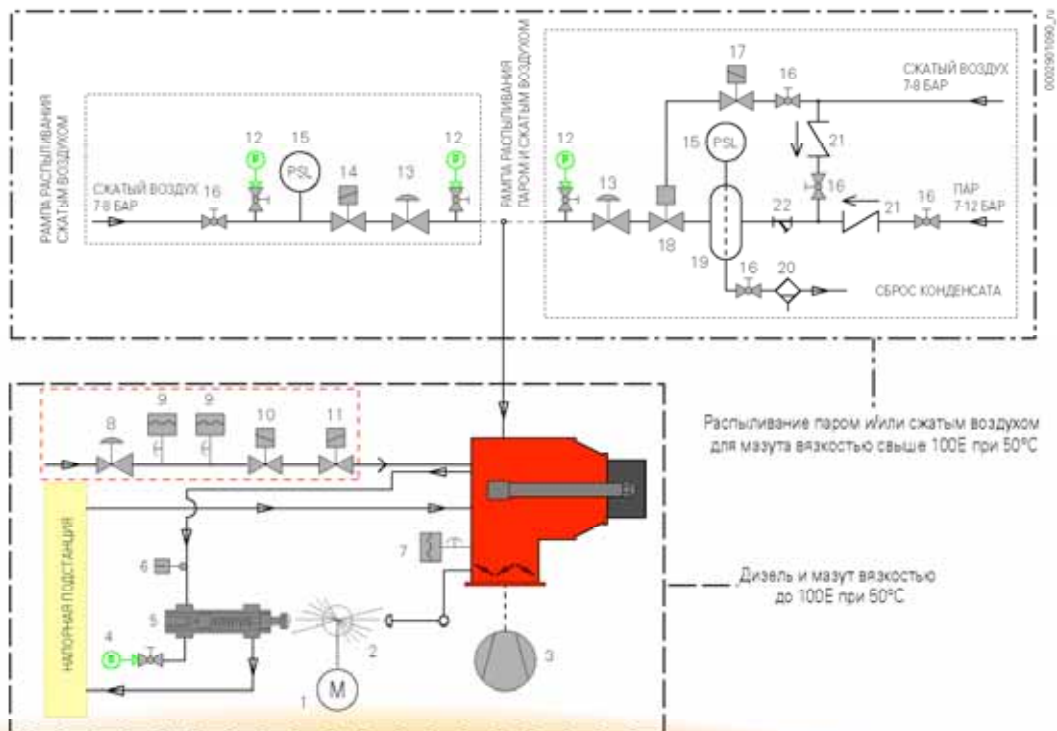 0002901090_ru
РАМПА РАСПЫЛИВАНИЯ
СЖАТЫМ ВОЗДУХОМ
СЖАТЫЙ ВОЗДУХ
7-8 БАР
16
12
15
PSL
14
13
12
РАМПА РАСПЫЛИВАНИЯ
ПАРОМ И СЖАТЫМ ВОЗДУХОМ
12
13
18
17
16
15
PSL
19
22
21
16
21
16
СЖАТЫЙ ВОЗДУХ
7-8 БАР
ПАР
7-12 БАР
16
20
СБРОС КОНДЕНСАТА
Распыливание паром и/или сжатым воздухом
для мазута вязкостью свыше 100E при 50°C
8
9
9
10
11
НАПОРНАЯ ПОДСТАНЦИЯ
7
6
5
4
2
M
1
3
Дизель и мазут вязкостью
до 100E при 50°C